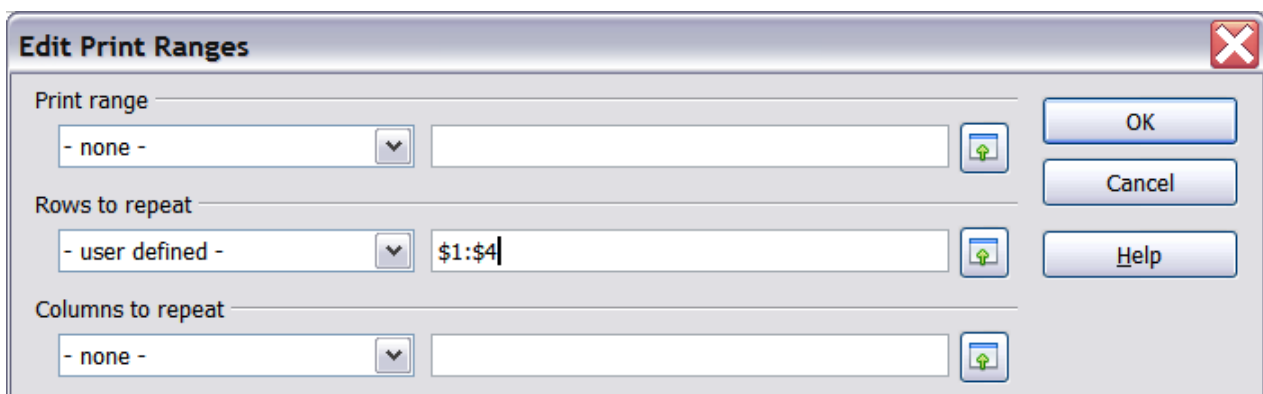 Edit Print Ranges
Print range
- none -
OK
Cancel
Rows to repeat
- user defined - $1:$4
Help
Columns to repeat
- none -